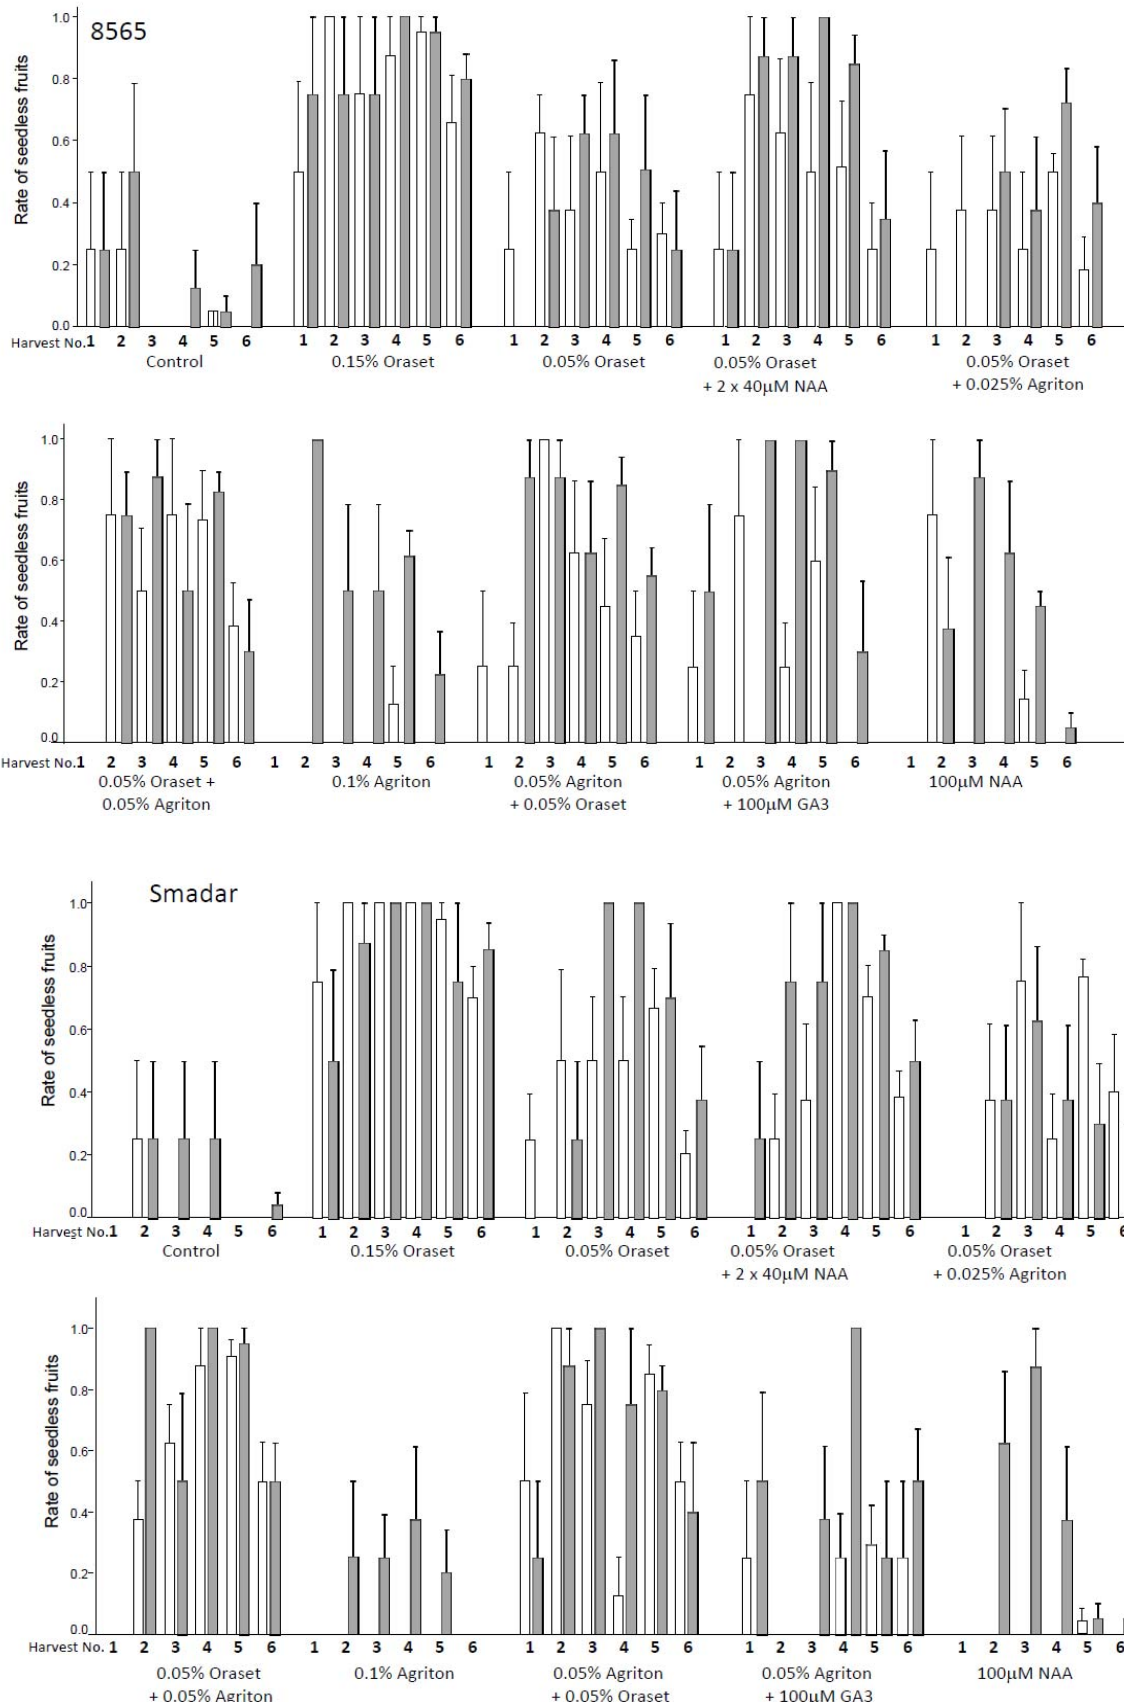 8565
Rate of seedless fruits
1.0
0.8
0.6
0.4
0.2
0.0
Harvest No. 1 2 3 4 5 6 1 2 3 4 5 6 1 2 3 4 5 6 1 2 3 4 5 6 1 2 3 4 5 6
Control 0.15% Oraset 0.05% Oraset 0.05% Oraset 0.05% Oraset
+ 2 x 40µM NAA + 0.025% Agriton
Rate of seedless fruits
1.0
0.8
0.6
0.4
0.2
0.0
Harvest No. 1 2 3 4 5 6 1 2 3 4 5 6 1 2 3 4 5 6 1 2 3 4 5 6 1 2 3 4 5 6
0.05% Oraset + 0.1% Agriton 0.05% Agriton 0.05% Agriton 100µM NAA
0.05% Agriton + 0.05% Oraset + 100µM GA3
Smadar
Rate of seedless fruits
1.0
0.8
0.6
0.4
0.2
0.0
Harvest No. 1 2 3 4 5 6 1 2 3 4 5 6 1 2 3 4 5 6 1 2 3 4 5 6 1 2 3 4 5 6
Control 0.15% Oraset 0.05% Oraset 0.05% Oraset 0.05% Oraset
+ 2 x 40µM NAA + 0.025% Agriton
Rate of seedless fruits
1.0
0.8
0.6
0.4
0.2
0.0
Harvest No. 1 2 3 4 5 6 1 2 3 4 5 6 1 2 3 4 5 6 1 2 3 4 5 6 1 2 3 4 5 6
0.05% Oraset 0.1% Agriton 0.05% Agriton 0.05% Agriton 100µM NAA
+ 0.05% Agriton + 0.05% Oraset + 100µM GA3